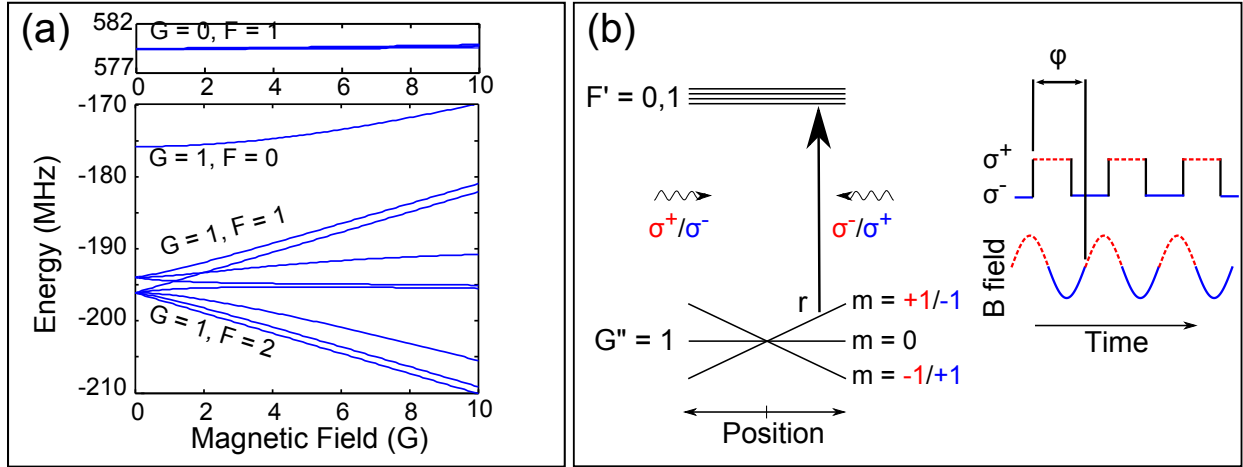 (a)
582
G = 0, F = 1
577
0 2 4 6 8 10
-170
G = 1, F = 0
-180
G = 1, F = 1
-190
-200
G = 1, F = 2
-210
0 2 4 6 8 10
Energy (MHz)
Magnetic Field (G)
(b)
F' = 0,1
σ+/σ-
σ-/σ+
r
m = +1/-1
G" = 1
m = 0
m = -1/+1
Position
φ
σ+
σ-
B field
Time